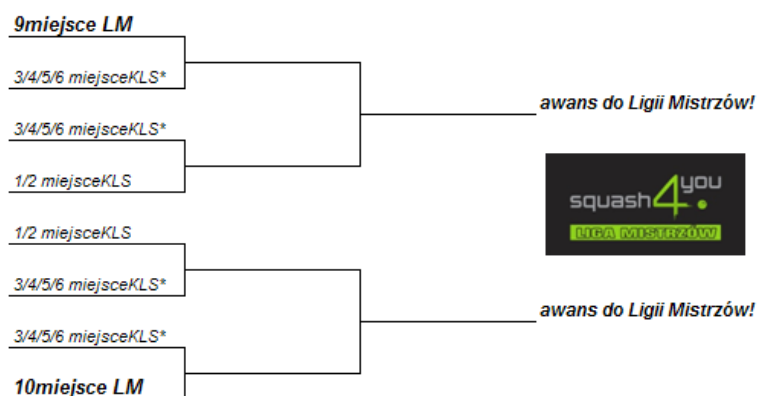 9miejsce LM
3/4/5/6 miejsceKLS*
awans do Ligii Mistrzów!
3/4/5/6 miejsceKLS*
1/2 miejsceKLS
squash4you
LIGA MISTRZÓW
1/2 miejsceKLS
3/4/5/6 miejsceKLS*
awans do Ligii Mistrzów!
3/4/5/6 miejsceKLS*
10miejsce LM